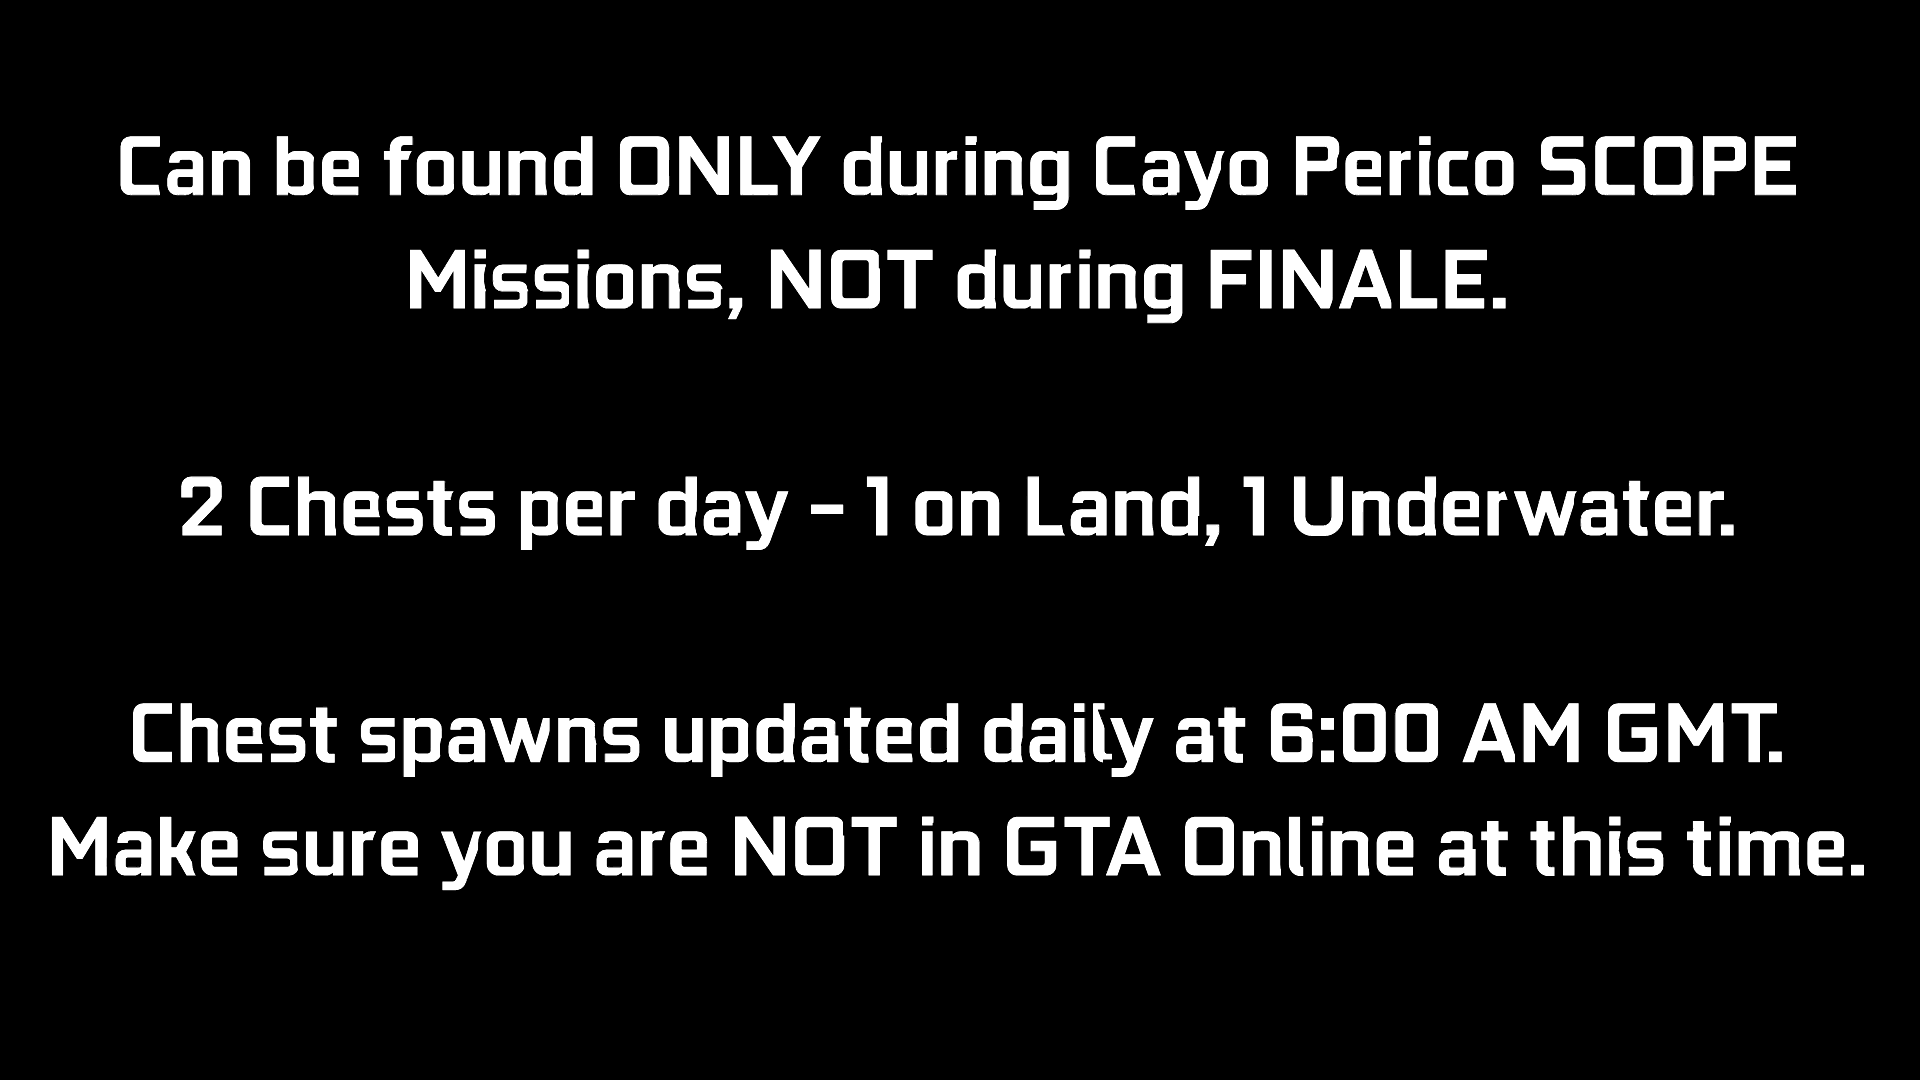 Can be found ONLY during Cayo Perico SCOPE
Missions, NOT during FINALE.
2 Chests per day – 1 on Land, 1 Underwater.
Chest spawns updated daily at 6:00 AM GMT.
Make sure you are NOT in GTA Online at this time.